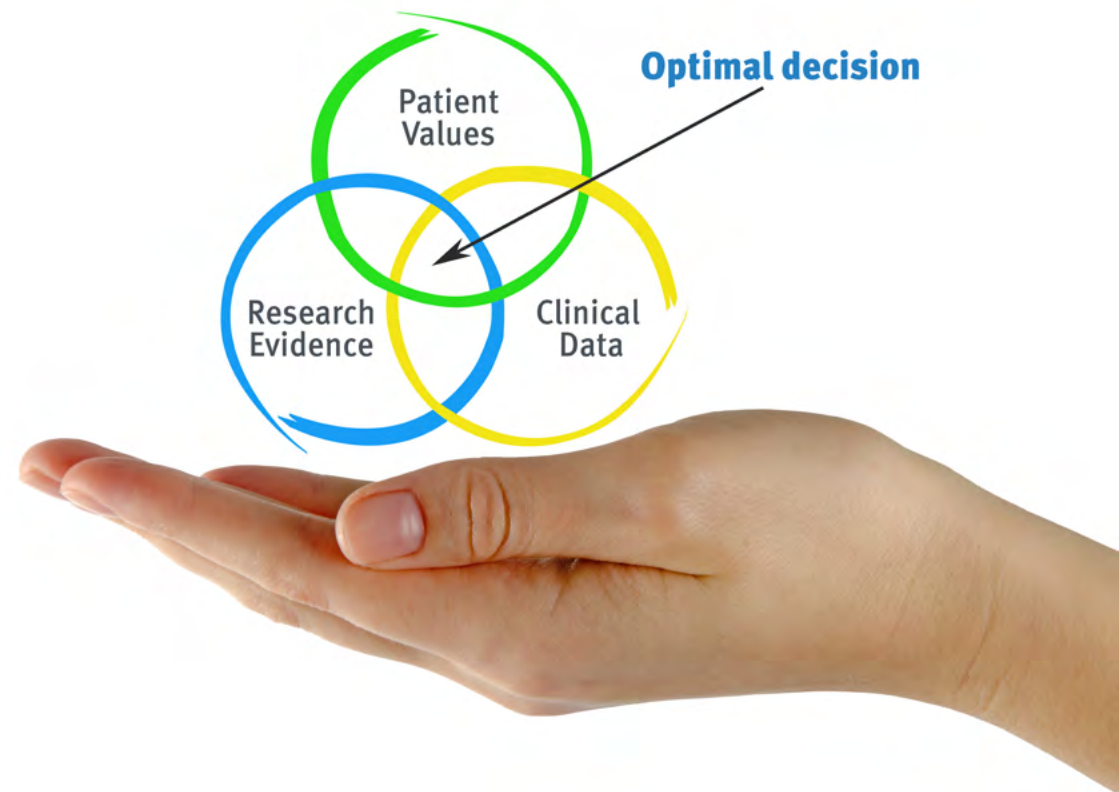 Optimal decision
Patient
Values
Research
Evidence
Clinical
Data